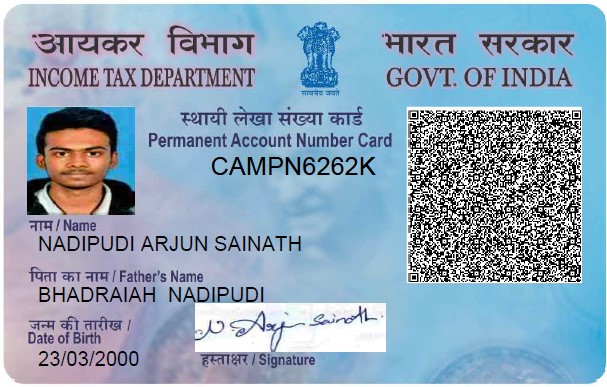 आयकर विभाग
INCOME TAX DEPARTMENT
सत्यमेव जयते
भारत सरकार
GOVT. OF INDIA
स्थायी लेखा संख्या कार्ड
Permanent Account Number Card
CAMPN6262K
नाम / Name
NADIPUDI ARJUN SAINATH
पिता का नाम / Father's Name
BHADRAIAH NADIPUDI
जन्म की तारीख /
Date of Birth
23/03/2000
N Arjun Sainath.
हस्ताक्षर / Signature